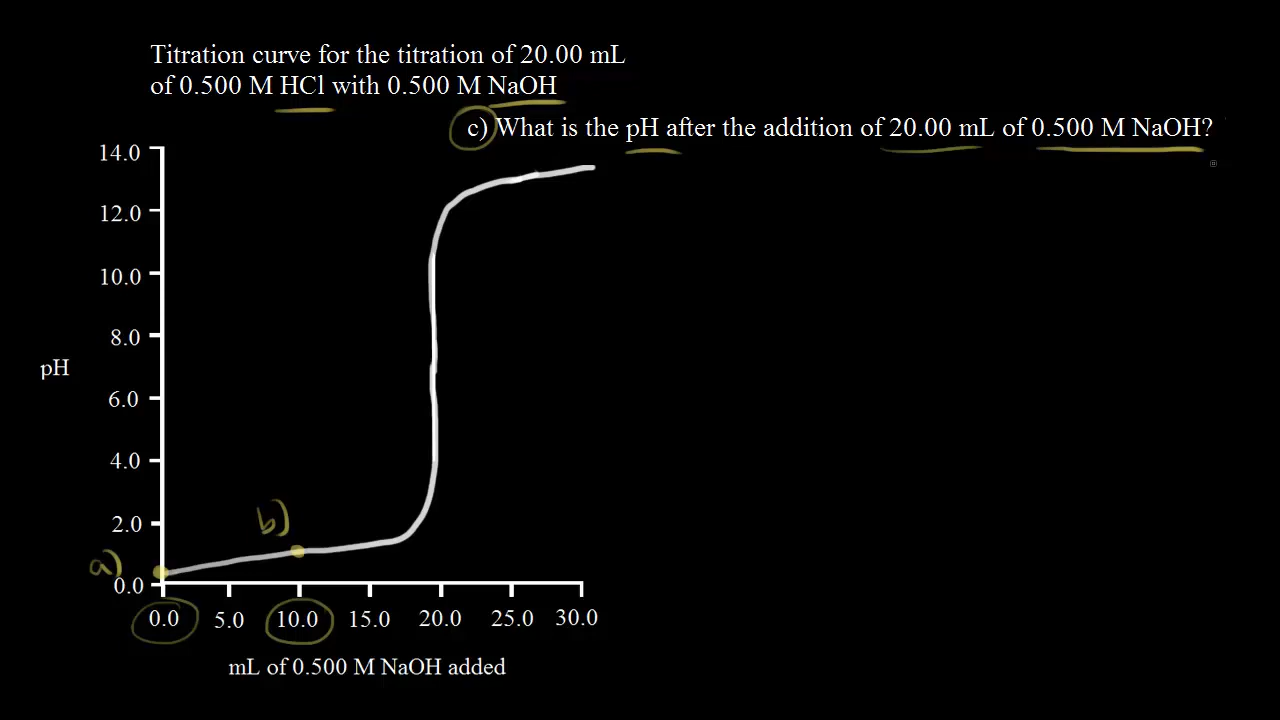 Titration curve for the titration of 20.00 mL
of 0.500 M HCl with 0.500 M NaOH
c) What is the pH after the addition of 20.00 mL of 0.500 M NaOH?
14.0
12.0
10.0
8.0
pH
6.0
4.0
2.0
b)
a)
0.0
0.0 5.0 10.0 15.0 20.0 25.0 30.0
mL of 0.500 M NaOH added